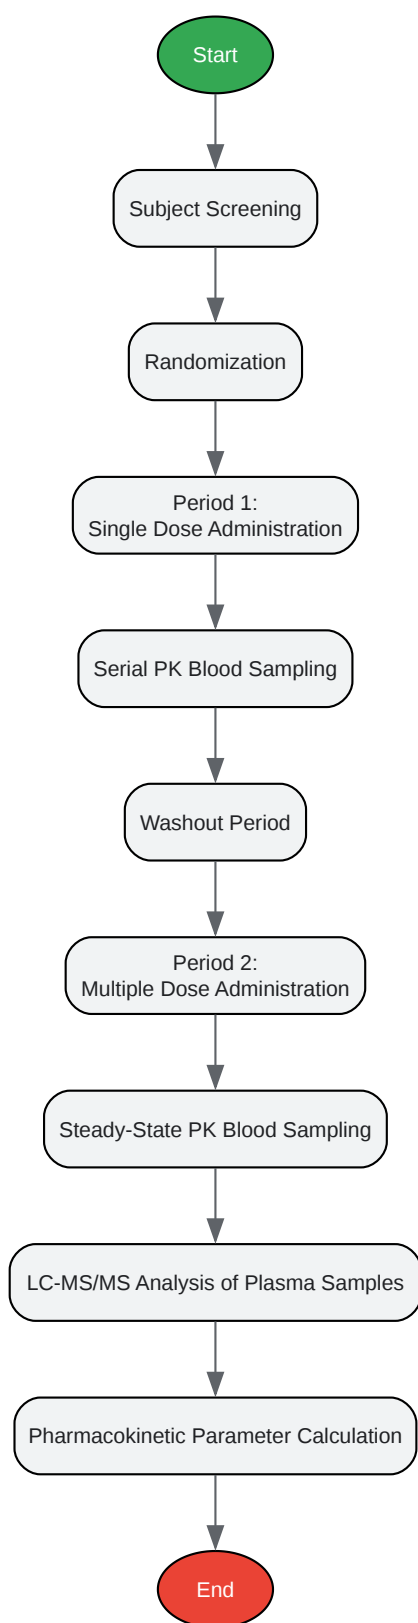 Start
Subject Screening
Randomization
Period 1:
Single Dose Administration
Serial PK Blood Sampling
Washout Period
Period 2:
Multiple Dose Administration
Steady-State PK Blood Sampling
LC-MS/MS Analysis of Plasma Samples
Pharmacokinetic Parameter Calculation
End